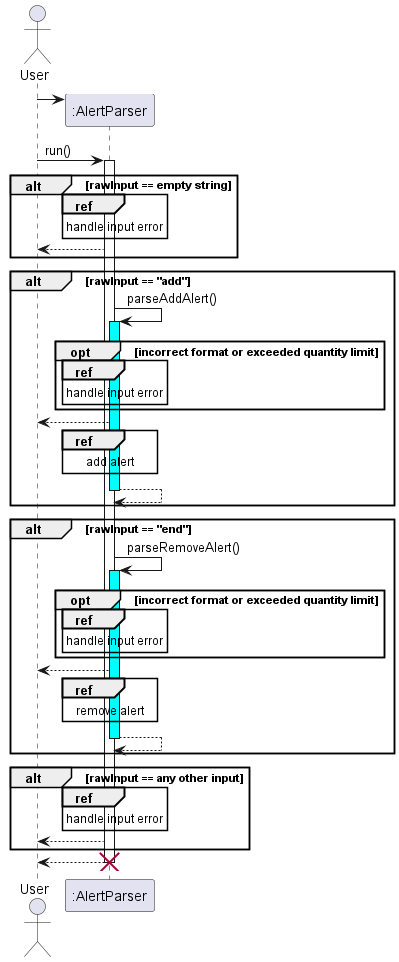 User
:AlertParser
run()
alt [rawInput == empty string]
ref
handle input error
alt [rawInput == "add"]
parseAddAlert()
opt [incorrect format or exceeded quantity limit]
ref
handle input error
ref
add alert
alt [rawInput == "end"]
parseRemoveAlert()
opt [incorrect format or exceeded quantity limit]
ref
handle input error
ref
remove alert
alt [rawInput == any other input]
ref
handle input error
User
:AlertParser